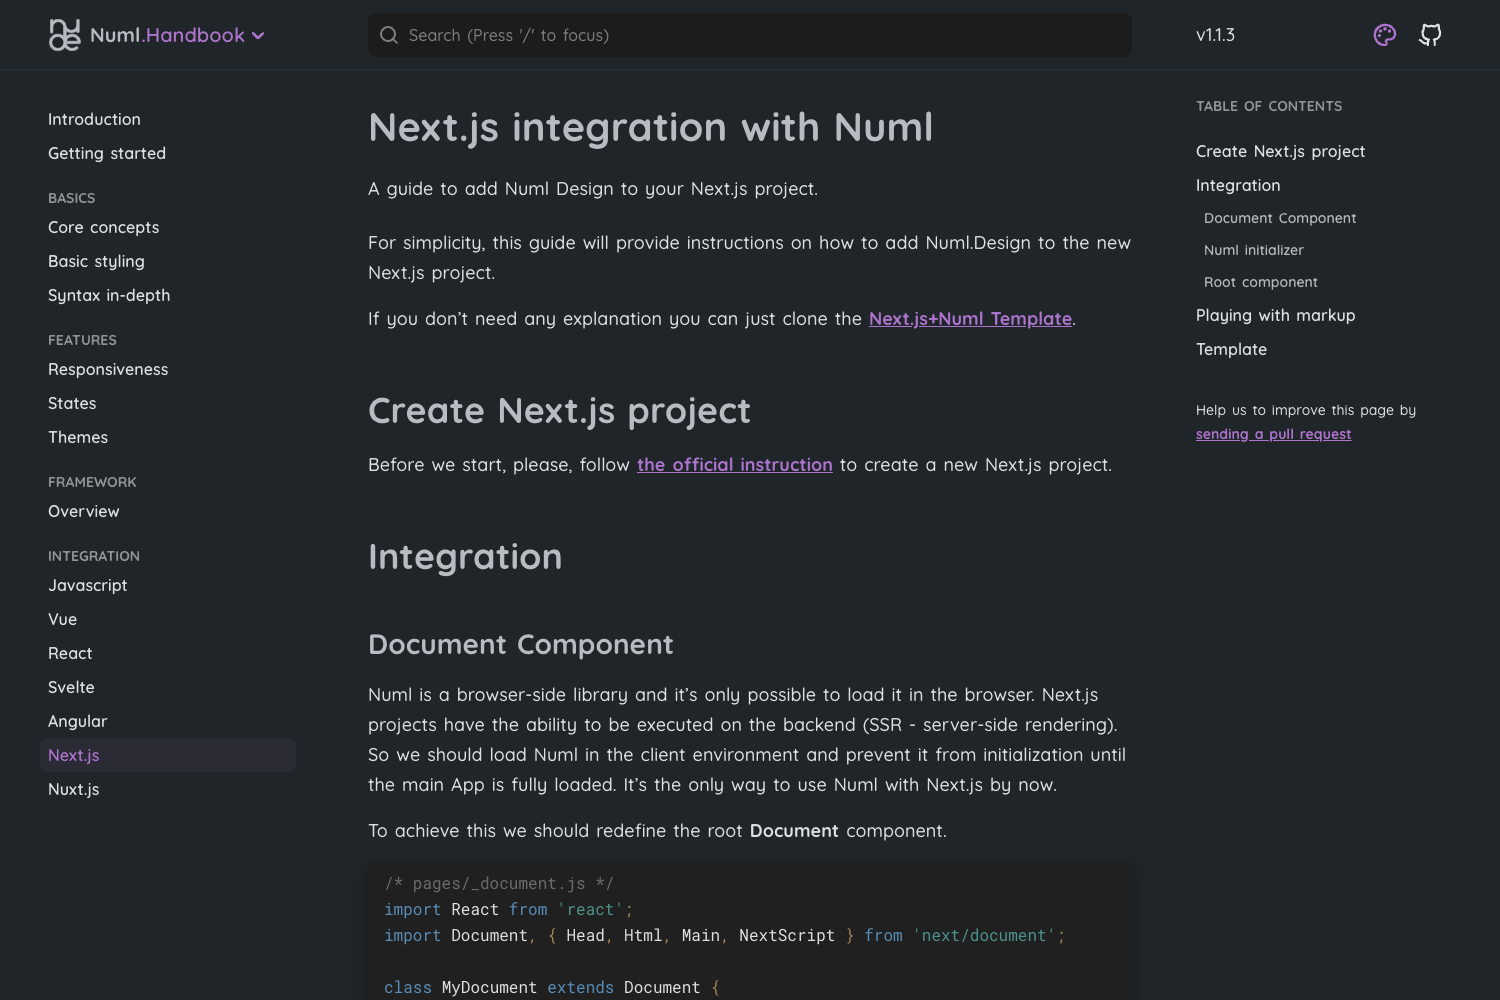 Numl.Handbook
Search (Press '/' to focus)
v1.1.3
Introduction
Getting started
BASICS
Core concepts
Basic styling
Syntax in-depth
FEATURES
Responsiveness
States
Themes
FRAMEWORK
Overview
INTEGRATION
Javascript
Vue
React
Svelte
Angular
Next.js
Nuxt.js
Next.js integration with Numl
A guide to add Numl Design to your Next.js project.
For simplicity, this guide will provide instructions on how to add Numl.Design to the new
Next.js project.
If you don’t need any explanation you can just clone the Next.js+Numl Template.
Create Next.js project
Before we start, please, follow the official instruction to create a new Next.js project.
Integration
Document Component
Numl is a browser-side library and it’s only possible to load it in the browser. Next.js
projects have the ability to be executed on the backend (SSR - server-side rendering).
So we should load Numl in the client environment and prevent it from initialization until
the main App is fully loaded. It’s the only way to use Numl with Next.js by now.
To achieve this we should redefine the root Document component.
/* pages/_document.js */
import React from 'react';
import Document, { Head, Html, Main, NextScript } from 'next/document';
class MyDocument extends Document {
TABLE OF CONTENTS
Create Next.js project
Integration
Document Component
Numl initializer
Root component
Playing with markup
Template
Help us to improve this page by
sending a pull request